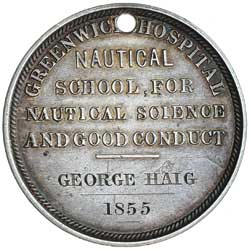 GREENWICH HOSPITAL
NAUTICAL
SCHOOL, FOR
NAUTICAL SCIENCE
AND GOOD CONDUCT
GEORGE HAIG
1855